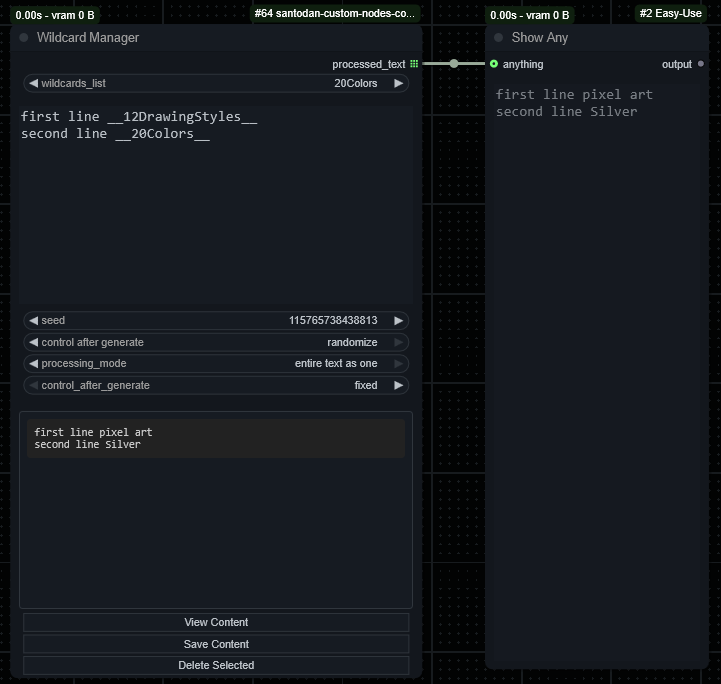 0.00s - vram 0 B
#64 santodan-custom-nodes-co...
Wildcard Manager
processed_text
wildcards_list 20Colors
first line __12DrawingStyles__
second line __20Colors__
seed 115765738438813
control after generate randomize
processing_mode entire text as one
control_after_generate fixed
first line pixel art
second line Silver
View Content
Save Content
Delete Selected
0.00s - vram 0 B
#2 Easy-Use
Show Any
anything output
first line pixel art
second line Silver